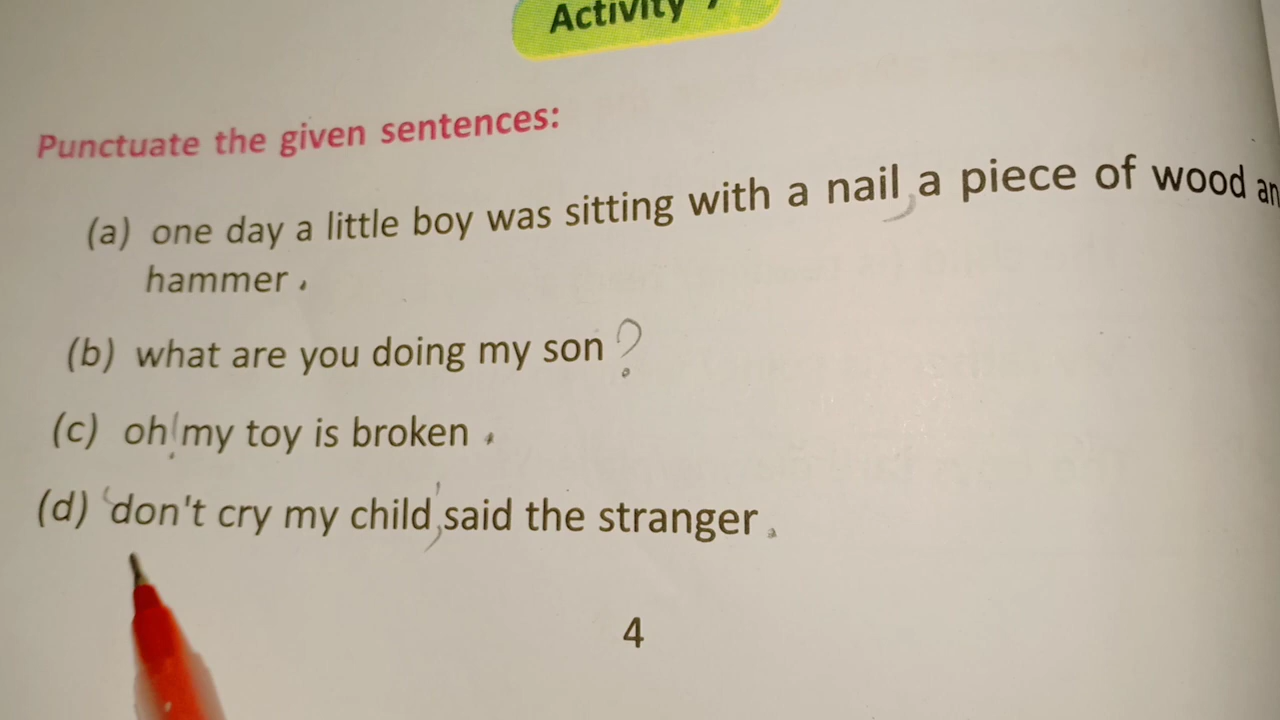 Activity
Punctuate the given sentences:
(a) one day a little boy was sitting with a nail, a piece of wood
hammer.
(b) what are you doing my son?
(c) oh! my toy is broken.
(d) 'don't cry my child,' said the stranger.
4